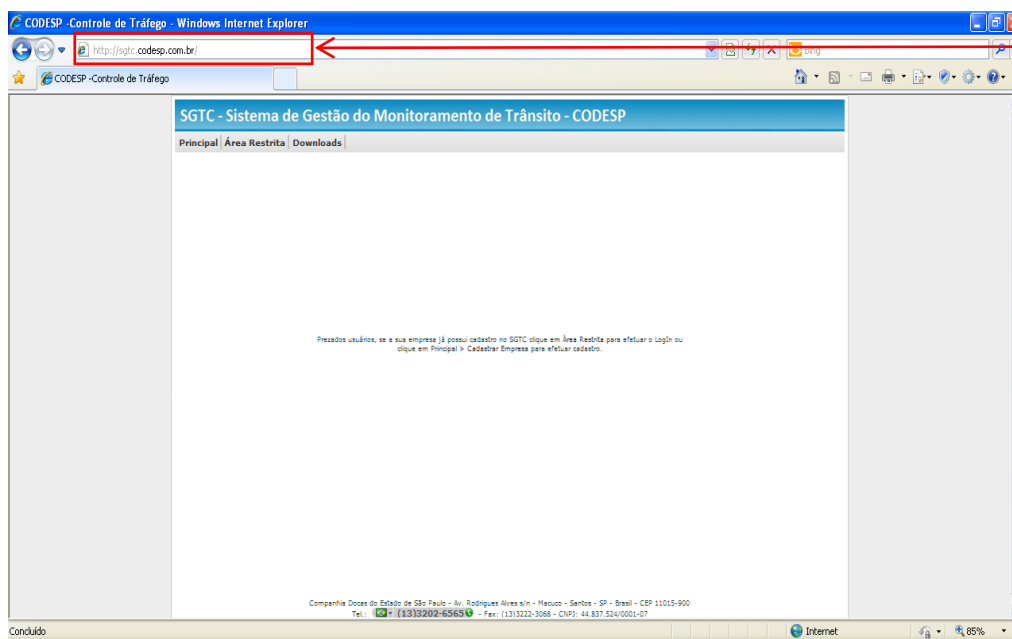 CODESP -Controle de Tráfego - Windows Internet Explorer
http://sgtc.codesp.com.br/
bing
CODESP -Controle de Tráfego
SGTC - Sistema de Gestão do Monitoramento de Trânsito - CODESP
Principal Área Restrita Downloads
Prezados usuários, se a sua empresa já possui cadastro no SGTC clique em Área Restrita para efetuar o LogIn ou
clique em Principal > Cadastrar Empresa para efetuar cadastro.
Companhia Docas do Estado de São Paulo - Av. Rodrigues Alves s/n - Macuco - Santos - SP - Brasil - CEP 11015-900
Tel.: (13)3202-6565 - Fax: (13)3222-3068 - CNPJ: 44.837.524/0001-07
Concluído
Internet
85%